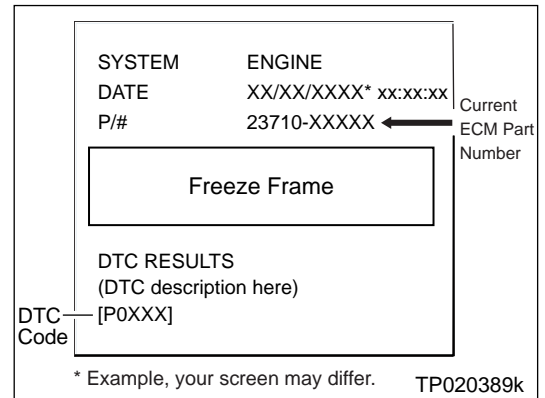 SYSTEM ENGINE
DATE XX/XX/XXXX* xx:xx:xx
P/# 23710-XXXXX
Current
ECM Part
Number
Freeze Frame
DTC RESULTS
(DTC description here)
DTC
Code
[P0XXX]
* Example, your screen may differ.
TP020389k